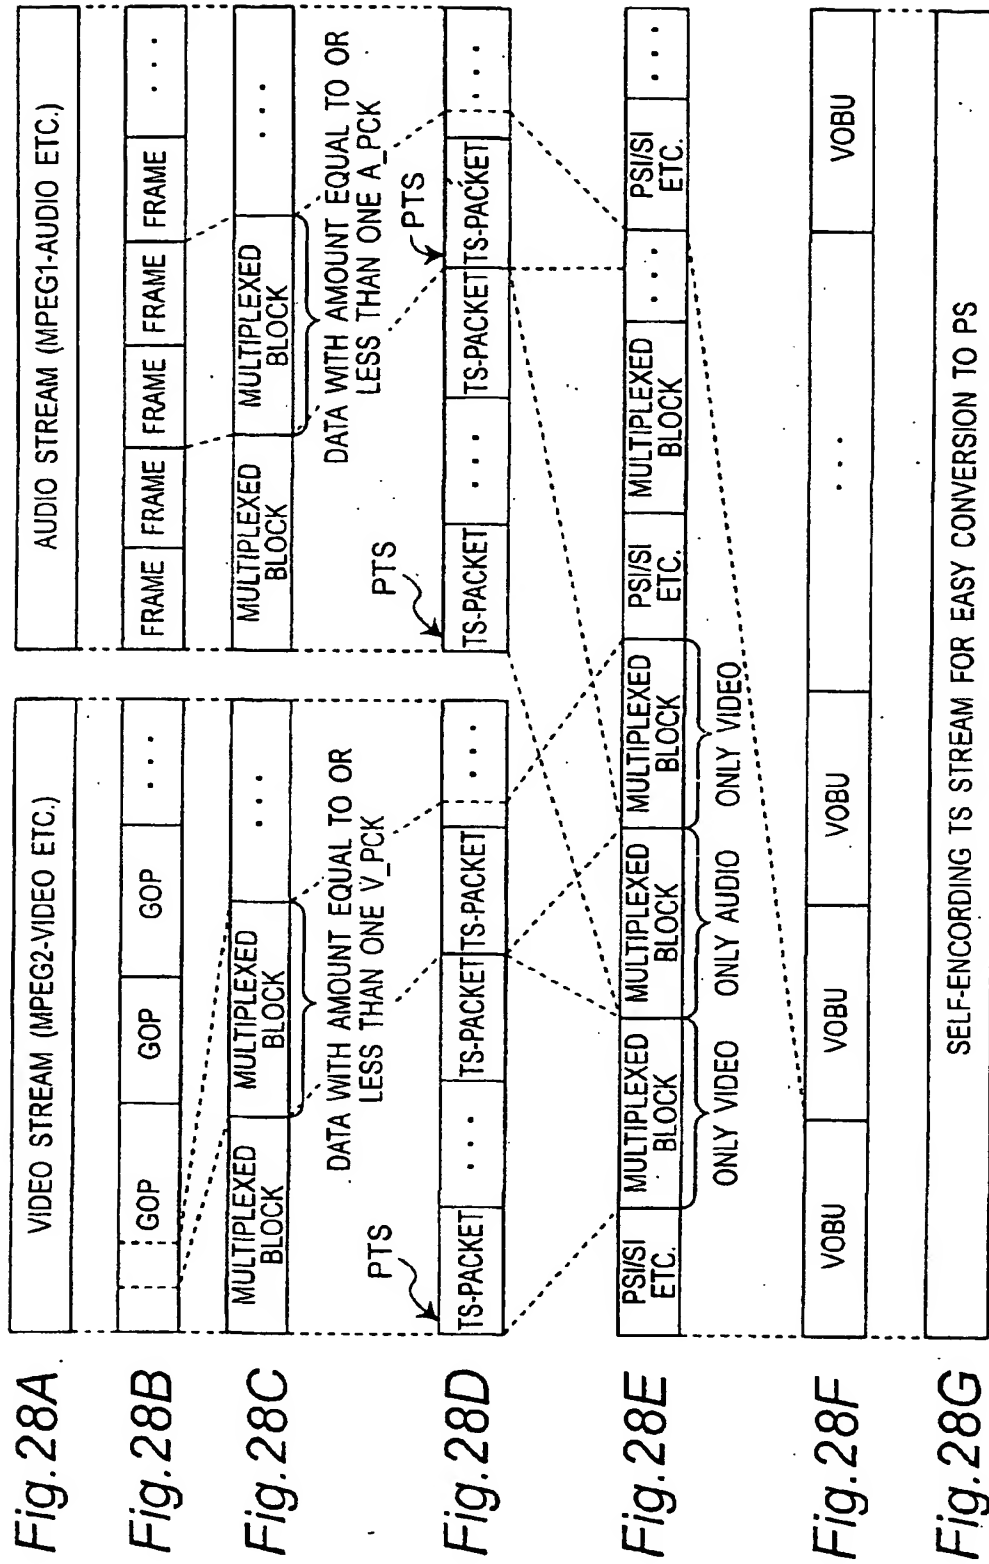 Fig.28A
VIDEO STREAM (MPEG2-VIDEO ETC.)
AUDIO STREAM (MPEG1-AUDIO ETC.)
Fig.28B
GOP
GOP
GOP
. . .
FRAME
FRAME
FRAME
FRAME
FRAME
. . .
Fig.28C
MULTIPLEXED
BLOCK
MULTIPLEXED
BLOCK
. . .
MULTIPLEXED
BLOCK
MULTIPLEXED
BLOCK
. . .
DATA WITH AMOUNT EQUAL TO OR
LESS THAN ONE V_PCK
DATA WITH AMOUNT EQUAL TO OR
LESS THAN ONE A_PCK
PTS
PTS
PTS
Fig.28D
TS-PACKET
. . .
TS-PACKET
TS-PACKET
. . .
TS-PACKET
. . .
TS-PACKET
TS-PACKET
. . .
Fig.28E
PSI/SI
ETC.
MULTIPLEXED
BLOCK
MULTIPLEXED
BLOCK
MULTIPLEXED
BLOCK
PSI/SI
ETC.
MULTIPLEXED
BLOCK
. . .
PSI/SI
ETC.
. . .
ONLY VIDEO
ONLY AUDIO
ONLY VIDEO
Fig.28F
VOBU
VOBU
VOBU
. . .
VOBU
Fig.28G
SELF-ENCORDING TS STREAM FOR EASY CONVERSION TO PS